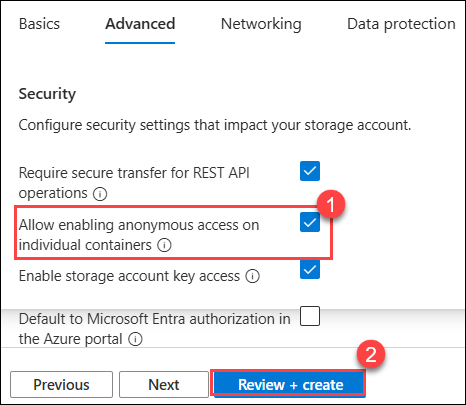 Basics Advanced Networking Data protection
Security
Configure security settings that impact your storage account.
Require secure transfer for REST API
operations
1
Allow enabling anonymous access on
individual containers
Enable storage account key access
Default to Microsoft Entra authorization in
the Azure portal
2
Previous Next Review + create